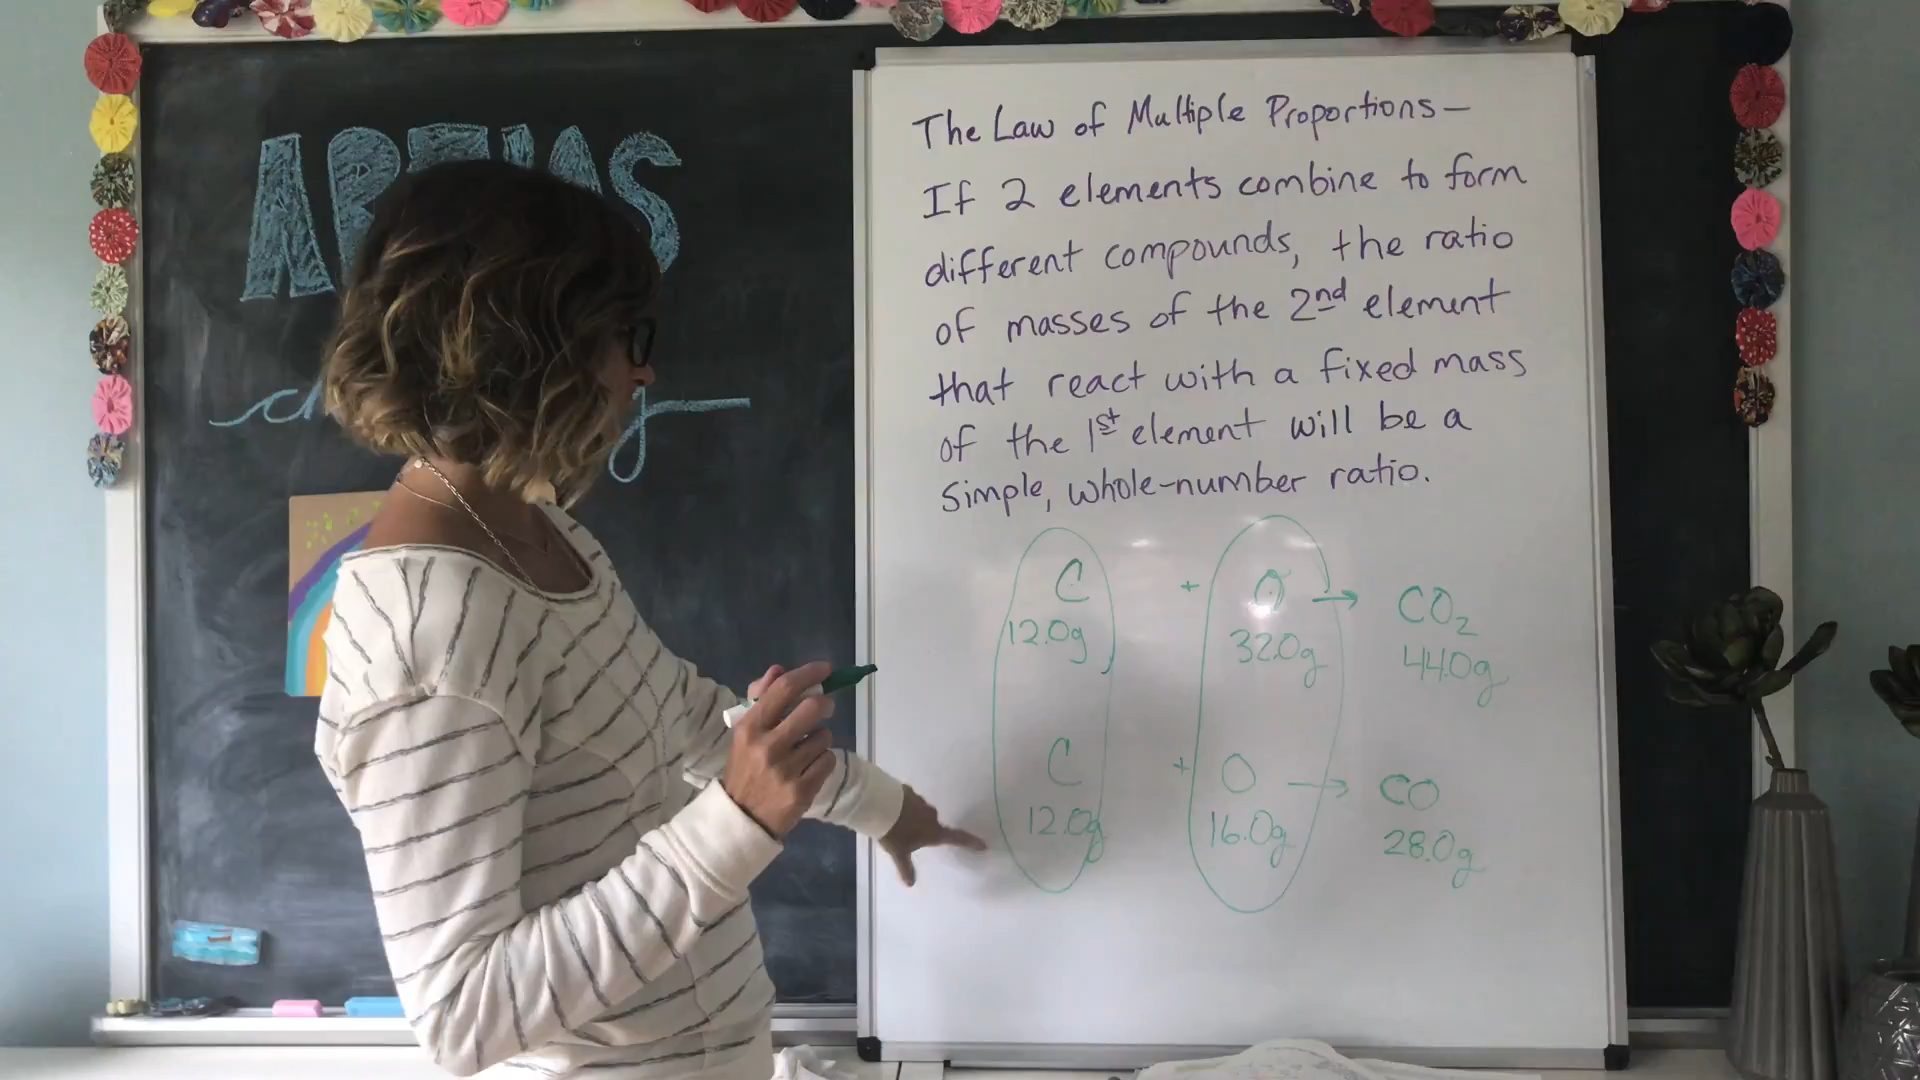 The Law of Multiple Proportions—
If 2 elements combine to form
different compounds, the ratio
of masses of the 2nd element
that react with a fixed mass
of the 1st element will be a
simple, whole-number ratio.
C + O → CO2
12.0g 32.0g 44.0g
C + O → CO
12.0g 16.0g 28.0g